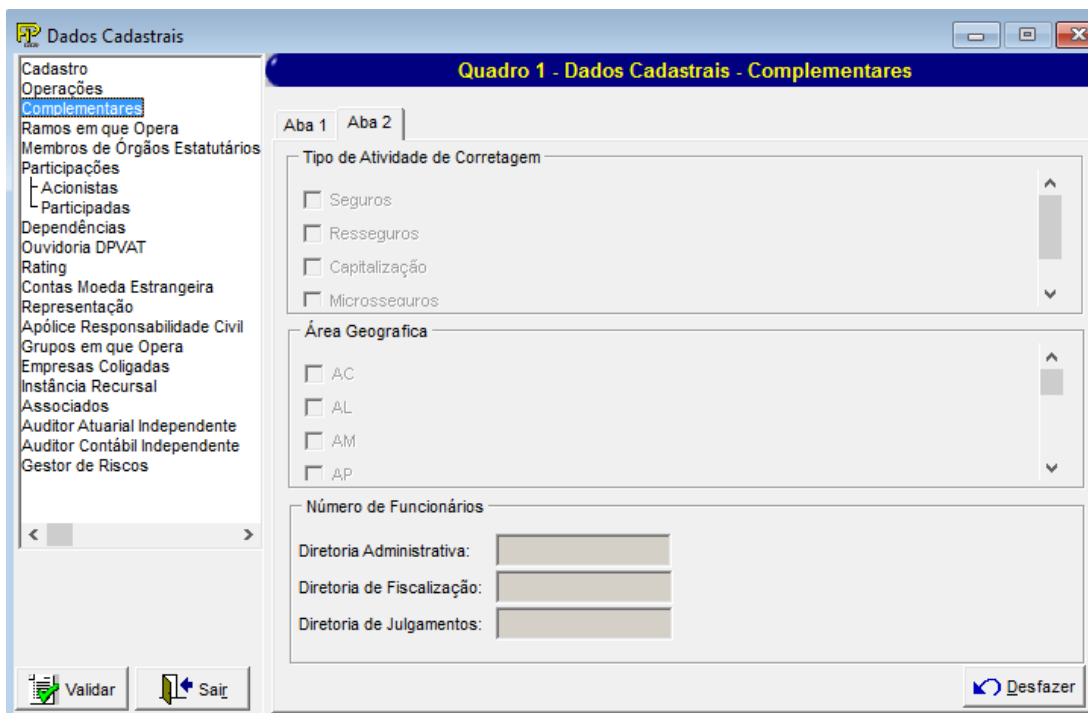 Dados Cadastrais
Cadastro
Operações
Complementares
Ramos em que Opera
Membros de Órgãos Estatutários
Participações
Acionistas
Participadas
Dependências
Ouvidoria DPVAT
Rating
Contas Moeda Estrangeira
Representação
Apólice Responsabilidade Civil
Grupos em que Opera
Empresas Coligadas
Instância Recursal
Associados
Auditor Atuarial Independente
Auditor Contábil Independente
Gestor de Riscos
Validar
Sair
Quadro 1 - Dados Cadastrais - Complementares
Aba 1 Aba 2
Tipo de Atividade de Corretagem
Seguros
Resseguros
Capitalização
Microsseguros
Área Geografica
AC
AL
AM
AP
Número de Funcionários
Diretoria Administrativa:
Diretoria de Fiscalização:
Diretoria de Julgamentos:
Desfazer